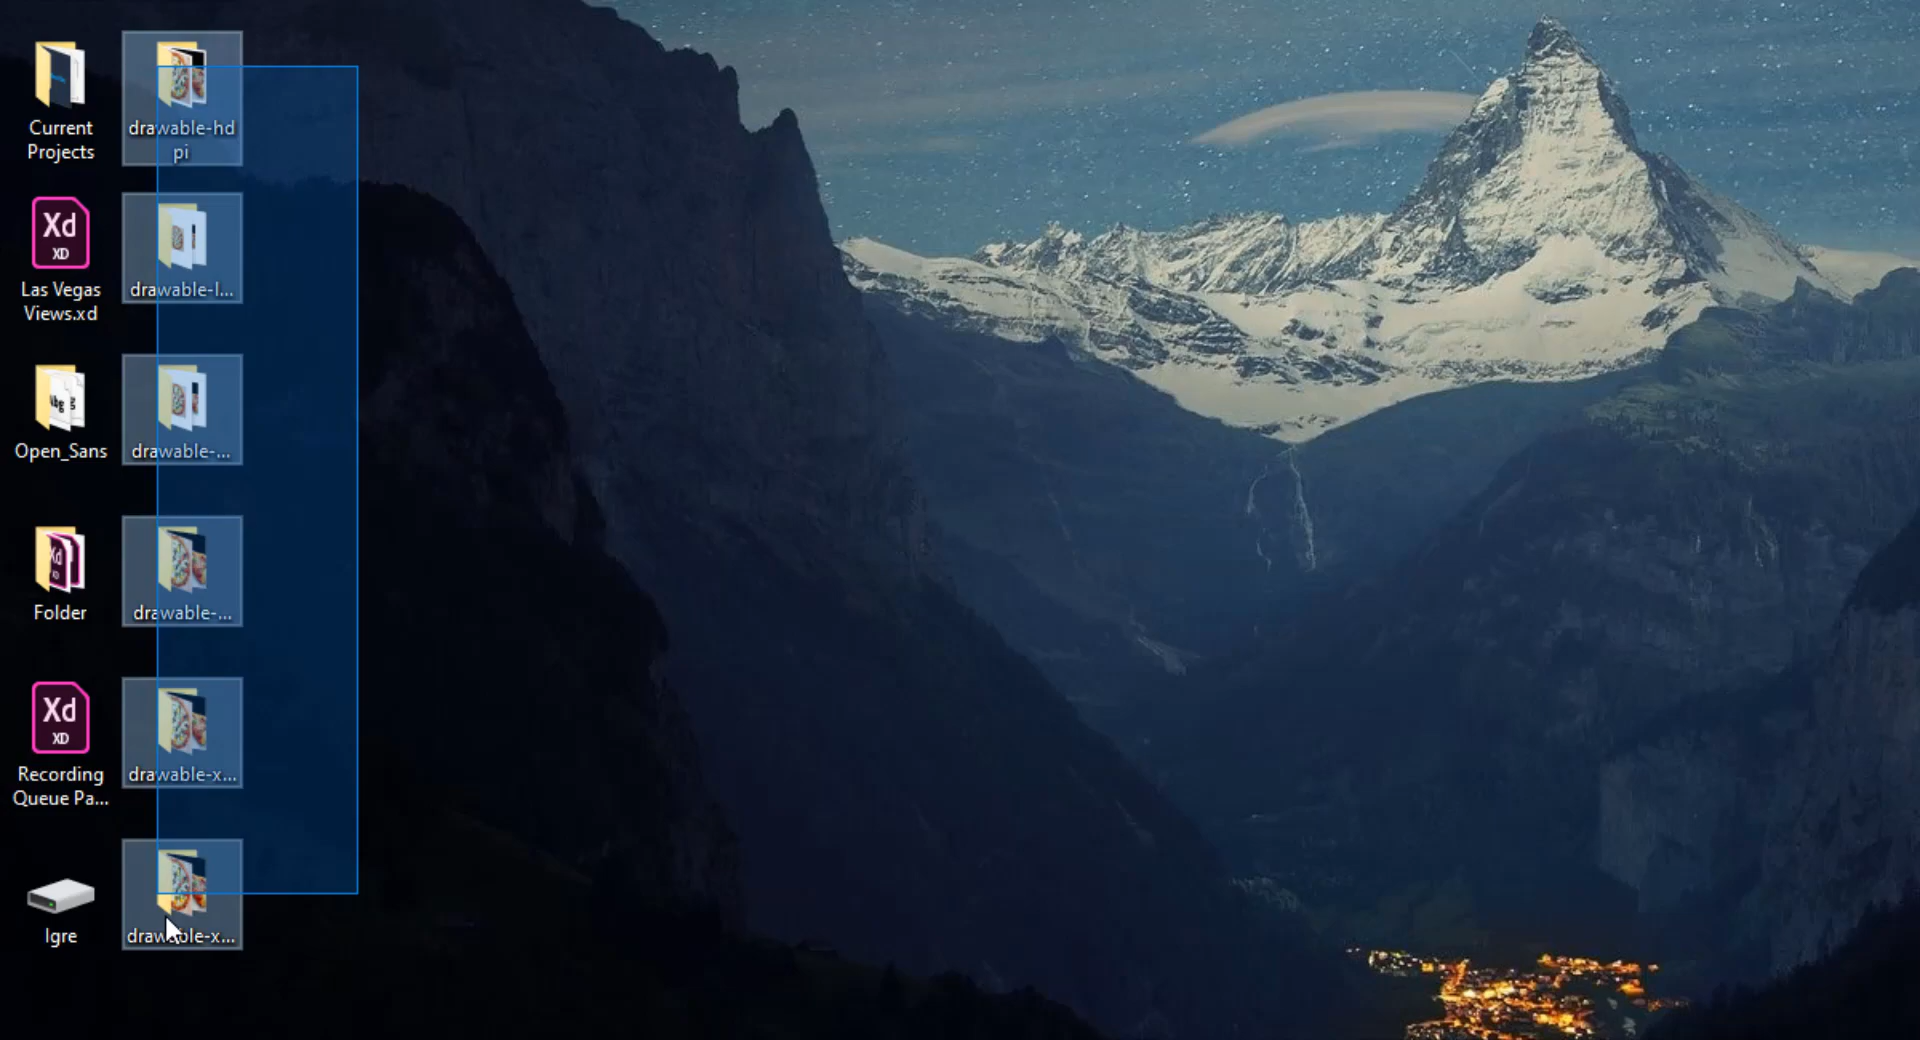 Current
Projects
drawable-hd
pi
Xd
XD
Las Vegas
Views.xd
drawable-l...
Abg
Open_Sans
drawable-...
Xd
Folder
drawable-...
Xd
XD
Recording
Queue Pa...
drawable-x...
Igre
drawable-x...